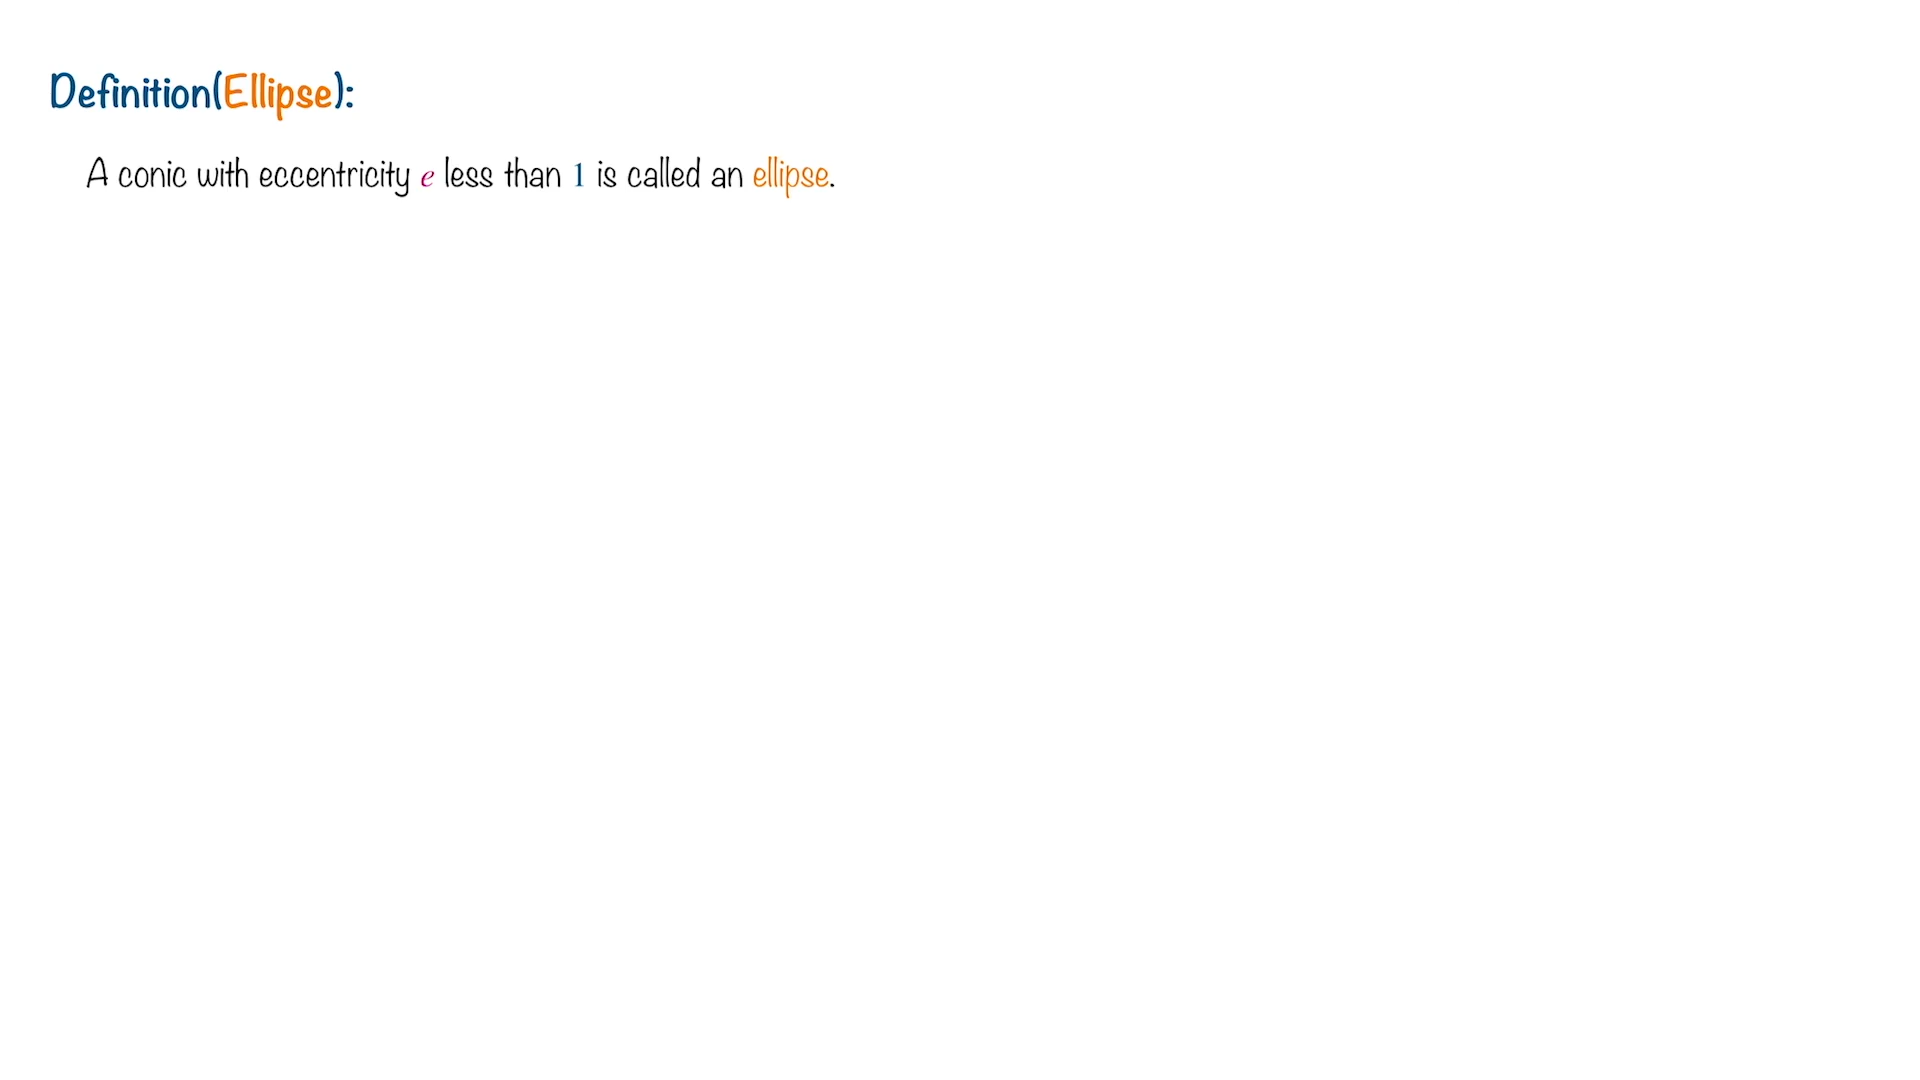 Definition(Ellipse):
A conic with eccentricity e less than 1 is called an ellipse.